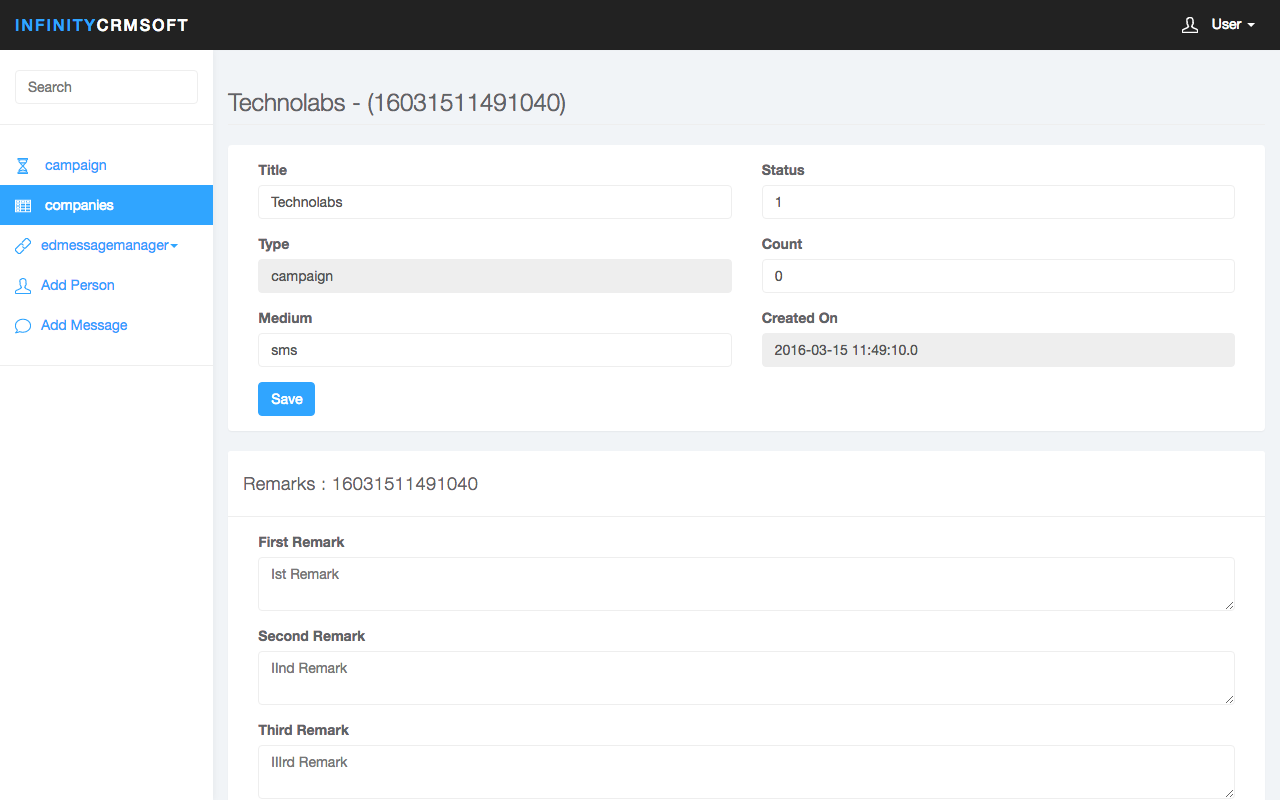 INFINITYCRMSOFT
User
Search
campaign
companies
edmessagemanager
Add Person
Add Message
Technolabs - (16031511491040)
Title
Status
Technolabs
1
Type
Count
campaign
0
Medium
Created On
sms
2016-03-15 11:49:10.0
Save
Remarks : 16031511491040
First Remark
Ist Remark
Second Remark
IInd Remark
Third Remark
IIIrd Remark